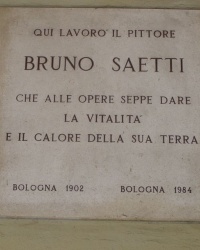 QUI LAVORO' IL PITTORE
BRUNO SAETTI
CHE ALLE OPERE SEPPE DARE
LA VITALITA'
E IL CALORE DELLA SUA TERRA
BOLOGNA 1902 BOLOGNA 1984